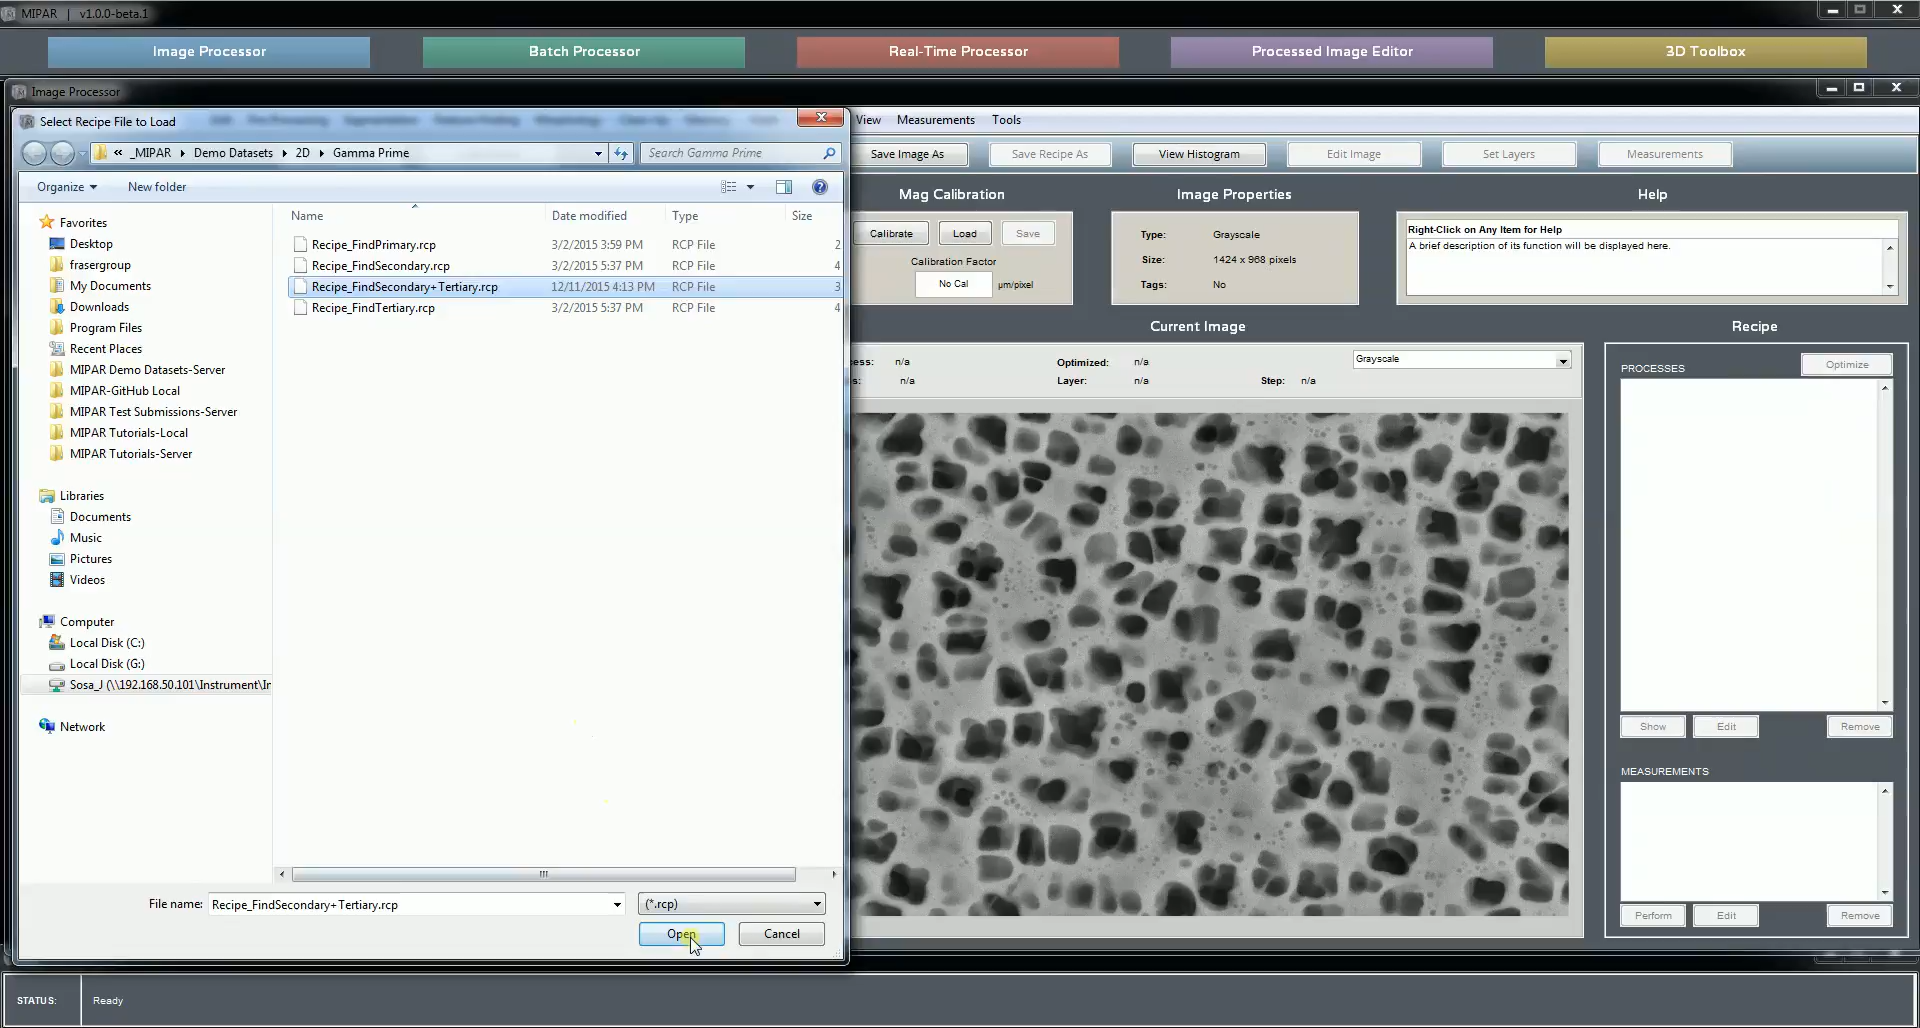 MIPAR | v1.0.0-beta.1
Image Processor
Batch Processor
Real-Time Processor
Processed Image Editor
3D Toolbox
Image Processor
Select Recipe File to Load
« _MIPAR ▸ Demo Datasets ▸ 2D ▸ Gamma Prime
Search Gamma Prime
Organize
New folder
Name
Date modified
Type
Size
Recipe_FindPrimary.rcp 3/2/2015 3:59 PM RCP File 2
Recipe_FindSecondary.rcp 3/2/2015 5:37 PM RCP File 4
Recipe_FindSecondary+Tertiary.rcp 12/11/2015 4:13 PM RCP File 3
Recipe_FindTertiary.rcp 3/2/2015 5:37 PM RCP File 4
Favorites
Desktop
frasergroup
My Documents
Downloads
Program Files
Recent Places
MIPAR Demo Datasets-Server
MIPAR-GitHub Local
MIPAR Test Submissions-Server
MIPAR Tutorials-Local
MIPAR Tutorials-Server
Libraries
Documents
Music
Pictures
Videos
Computer
Local Disk (C:)
Local Disk (G:)
Sosa_J (\\192.168.50.101\Instrument\Ir
Network
File name: Recipe_FindSecondary+Tertiary.rcp
(*.rcp)
Open
Cancel
View
Measurements
Tools
Save Image As
Save Recipe As
View Histogram
Edit Image
Set Layers
Measurements
Mag Calibration
Calibrate
Load
Save
Calibration Factor
No Cal µm/pixel
Image Properties
Type: Grayscale
Size: 1424 x 968 pixels
Tags: No
Help
Right-Click on Any Item for Help
A brief description of its function will be displayed here.
Current Image
ess: n/a
Optimized: n/a
Grayscale
s: n/a
Layer: n/a
Step: n/a
Recipe
PROCESSES
Optimize
Show
Edit
Remove
MEASUREMENTS
Perform
Edit
Remove
STATUS: Ready